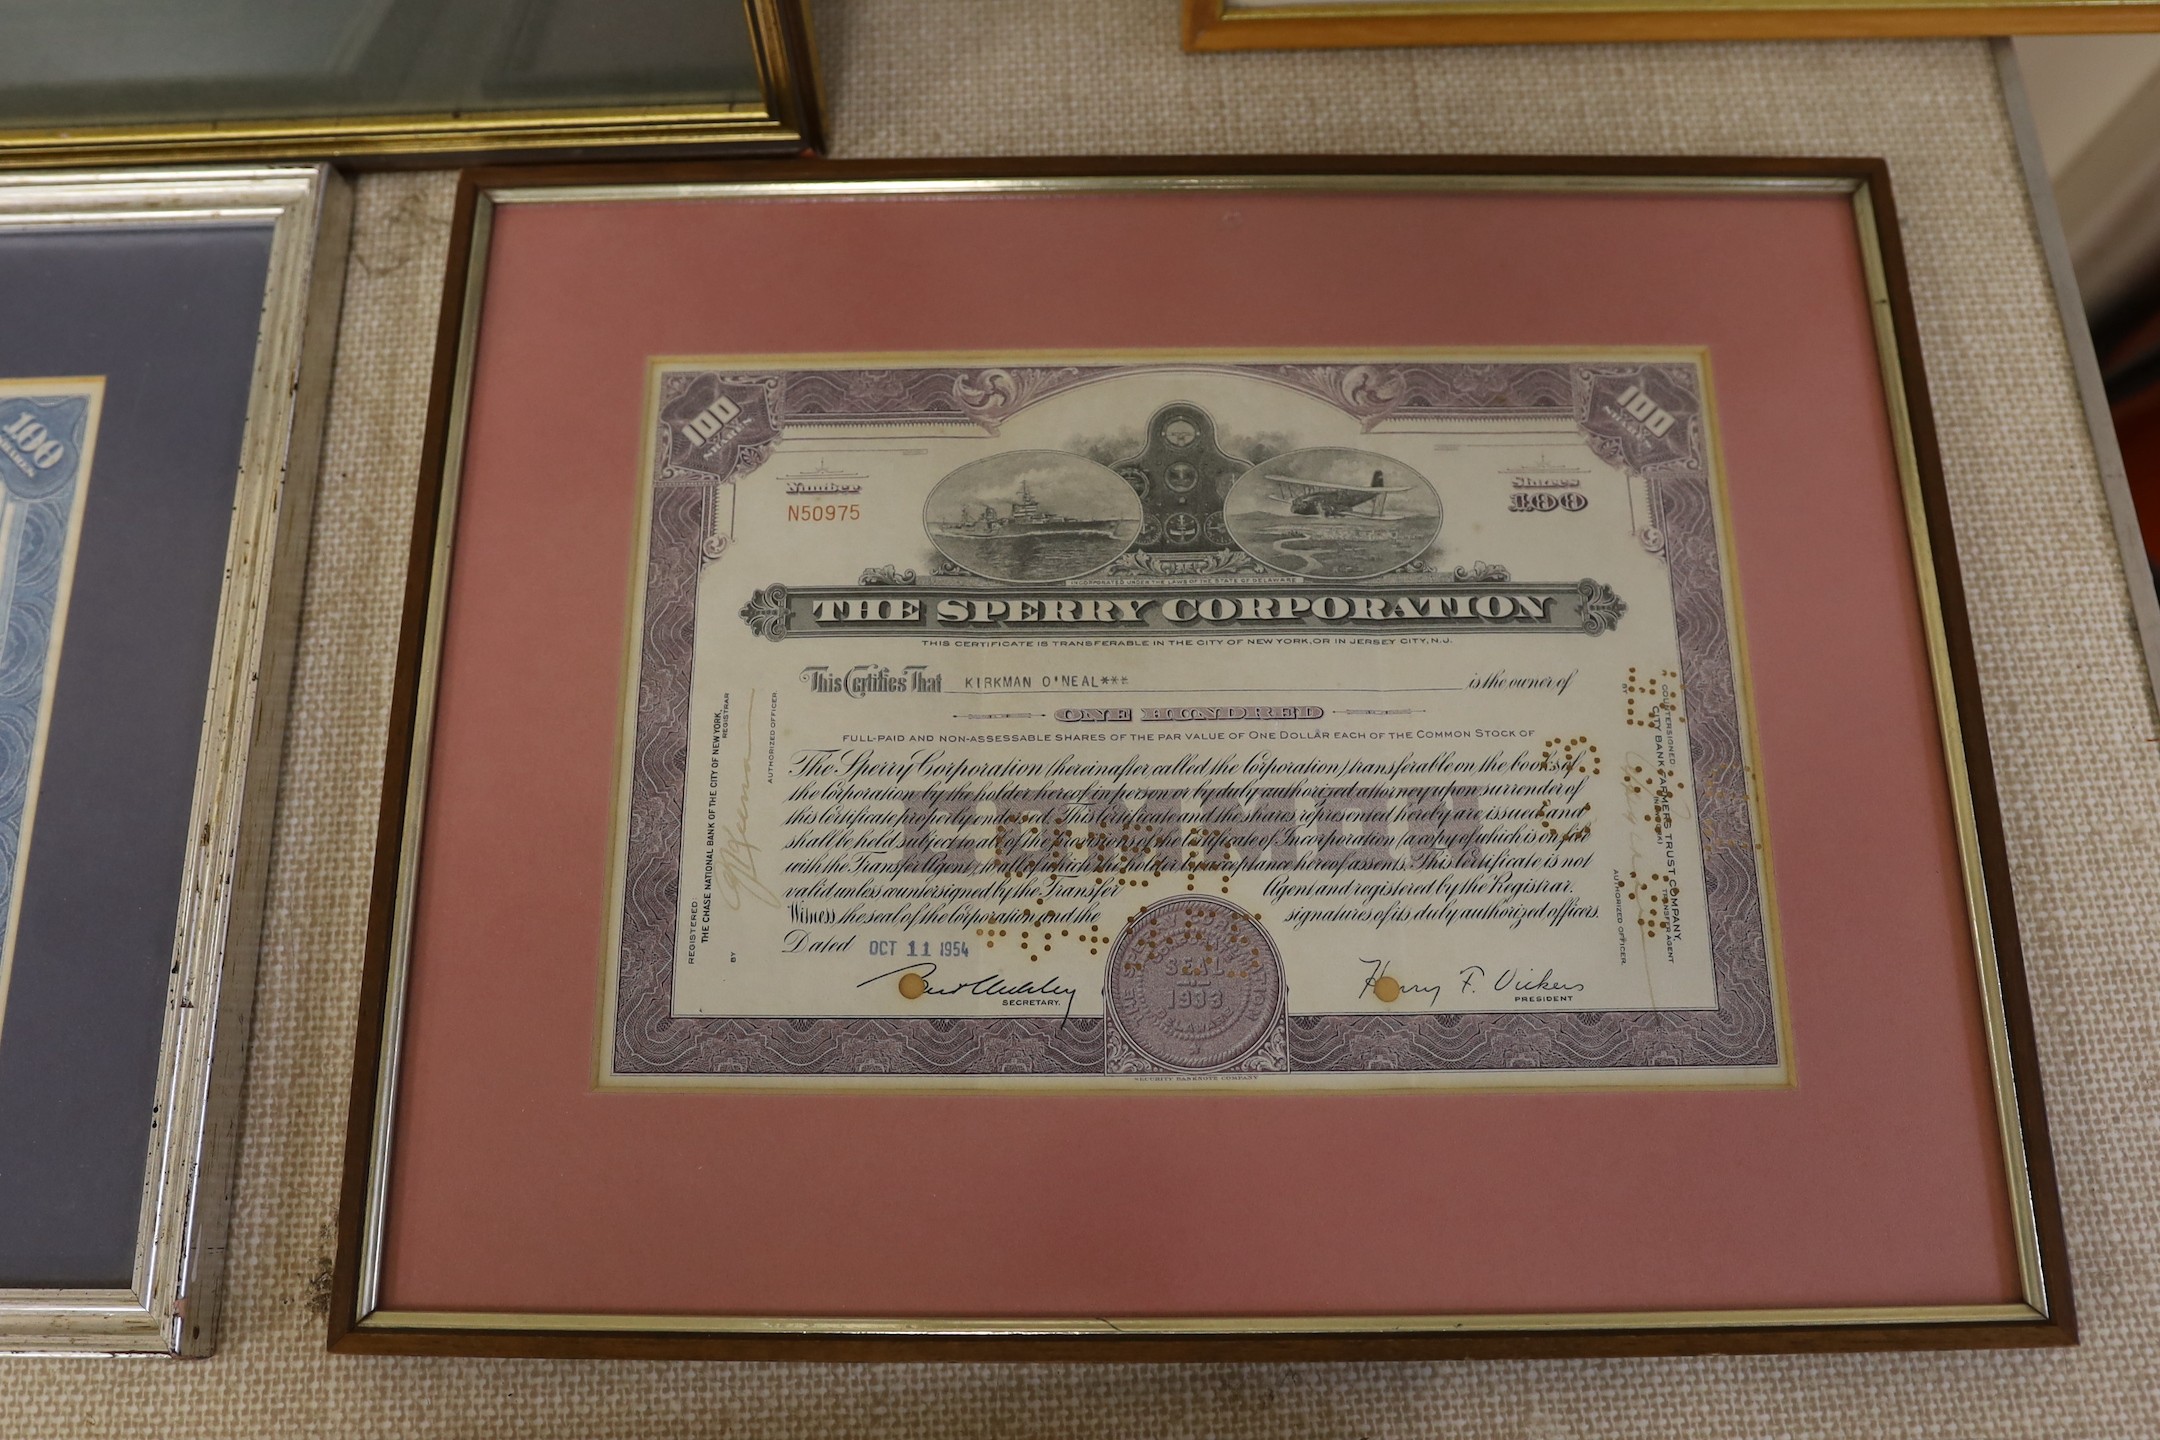 100
100
SHARES
100
SHARES
Number
N50975
Shares
100
INCORPORATED UNDER THE LAWS OF THE STATE OF DELAWARE
THE SPERRY CORPORATION
THIS CERTIFICATE IS TRANSFERABLE IN THE CITY OF NEW YORK, OR IN JERSEY CITY, N.J.
This Certifies That KIRKMAN O'NEAL*** is the owner of
ONE HUNDRED
FULL-PAID AND NON-ASSESSABLE SHARES OF THE PAR VALUE OF ONE DOLLAR EACH OF THE COMMON STOCK OF
The Sperry Corporation (hereinafter called the Corporation) transferable on the books of
the Corporation by the holder hereof in person or by duly authorized attorney upon surrender of
this certificate properly endorsed. This Certificate and the shares represented hereby are issued and
shall be held subject to all of the provisions of the Certificate of Incorporation (a copy of which is on file
with the Transfer Agent) to all of which the holder by acceptance hereof assents. This Certificate is not
valid unless countersigned by the Transfer Agent and registered by the Registrar.
Witness the seal of the Corporation and the signatures of its duly authorized officers.
Dated OCT 11 1954
SECRETARY.
Harry F. Vickers
PRESIDENT
SEAL
1933
DELAWARE
SECURITY BANKNOTE COMPANY
REGISTERED:
THE CHASE NATIONAL BANK OF THE CITY OF NEW YORK,
REGISTRAR
BY
AUTHORIZED OFFICER.
COUNTERSIGNED:
CITY BANK FARMERS TRUST COMPANY,
(NEW YORK)
TRANSFER AGENT
BY
AUTHORIZED OFFICER.